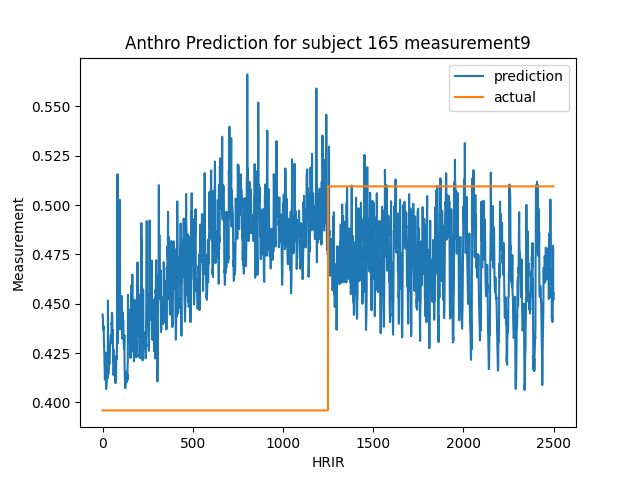 Anthro Prediction for subject 165 measurement9
prediction
actual
0.550
0.525
0.500
0.475
0.450
0.425
0.400
Measurement
0
500
1000
1500
2000
2500
HRIR